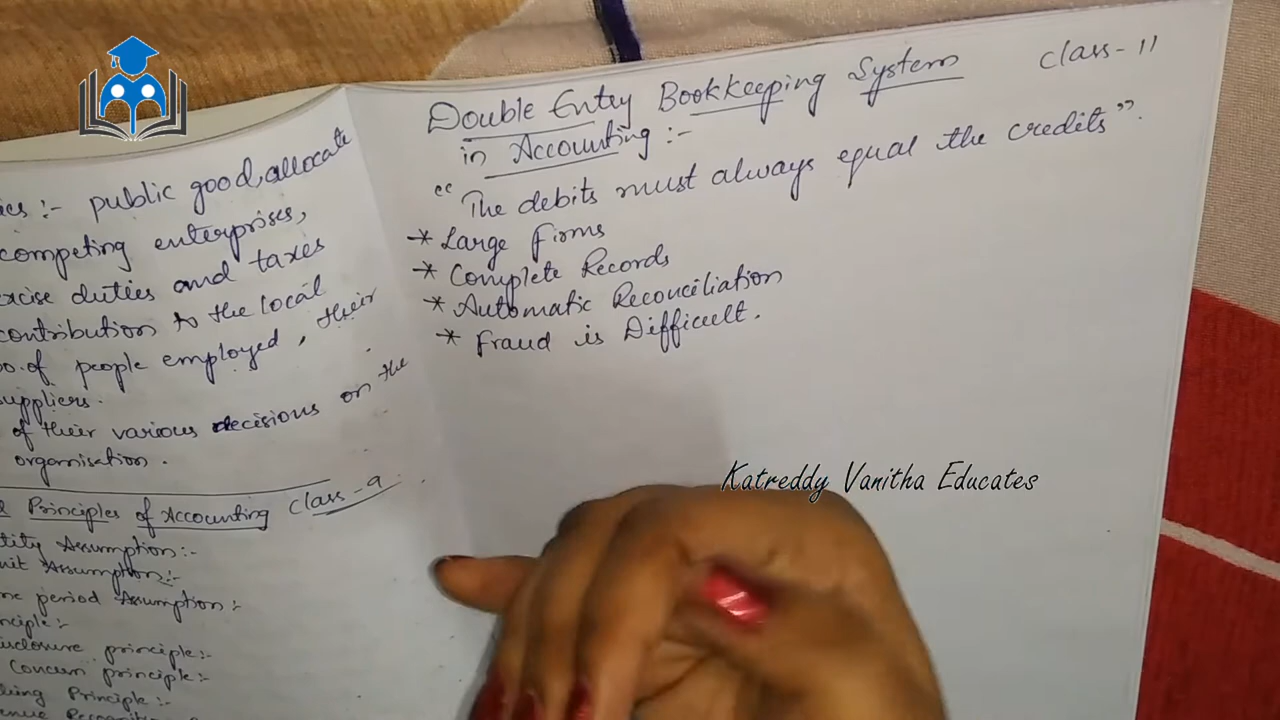 public good, allocate
competing enterprises,
duties and taxes
contribution to the local
of people employed, their
suppliers.
of their various decisions on the
organisation.
Principles of Accounting Class-9
Assumption:-
Assumption:-
period Assumption:-
principle:-
Concern principle:-
Principle:-
Double Entry Bookkeeping System Class-11
in Accounting:-
"The debits must always equal the credits".
* Large Firms
* Complete Records
* Automatic Reconciliation
* Fraud is Difficult.
Katreddy Vanitha Educates